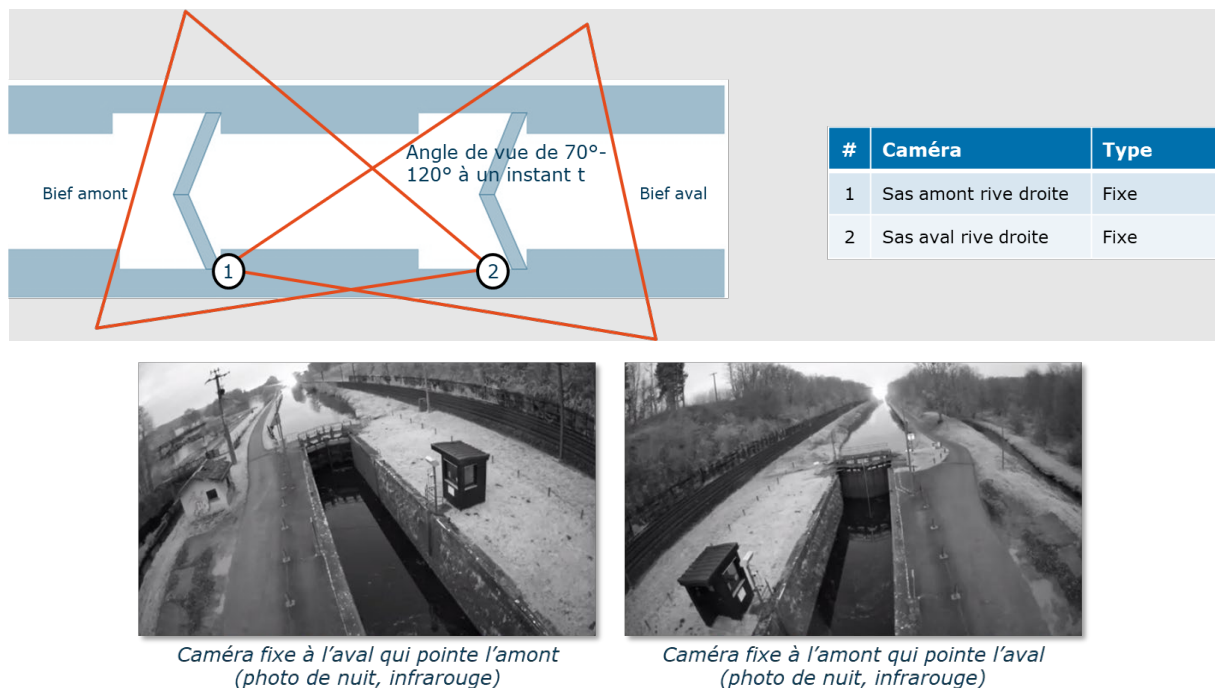 Angle de vue de 70°-
120° à un instant t
Bief amont
Bief aval
1
2
# Caméra Type
1 Sas amont rive droite Fixe
2 Sas aval rive droite Fixe
Caméra fixe à l’aval qui pointe l’amont
(photo de nuit, infrarouge)
Caméra fixe à l’amont qui pointe l’aval
(photo de nuit, infrarouge)